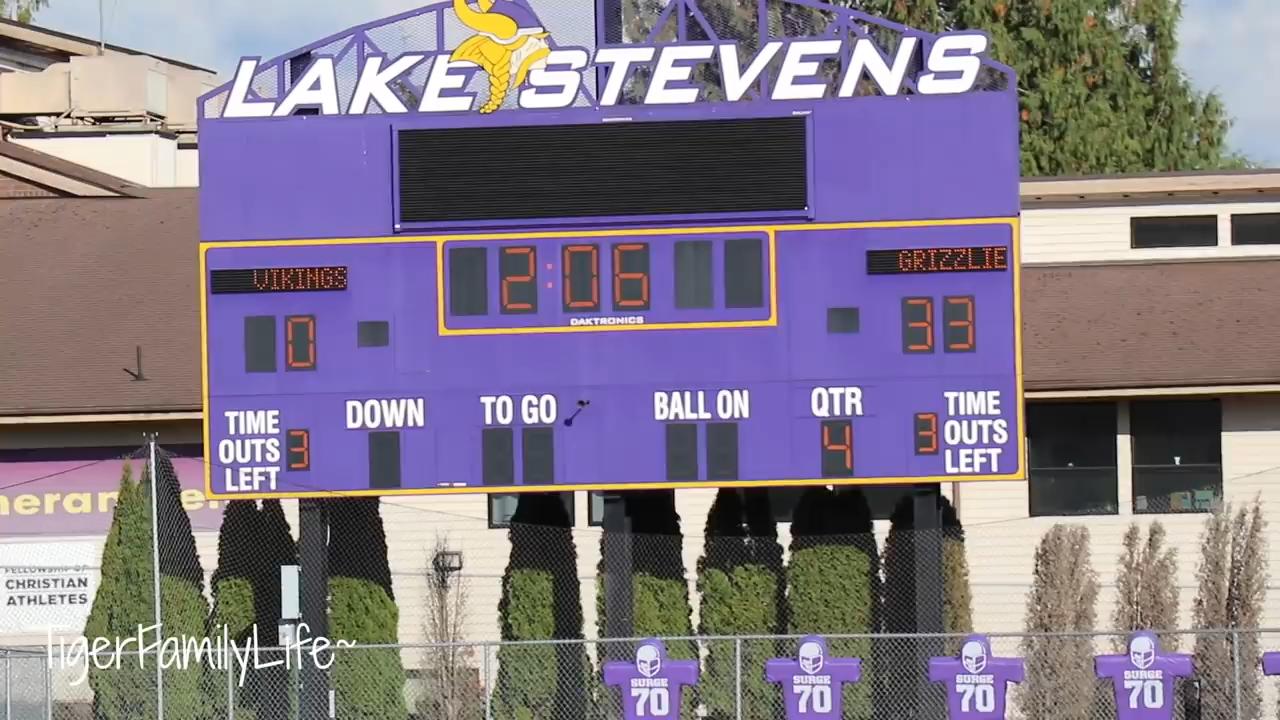 LAKE STEVENS
VIKINGS
2:06
GRIZZLIE
DAKTRONICS
0
33
TIME
OUTS
LEFT
3
DOWN
TO GO
BALL ON
QTR
4
3
TIME
OUTS
LEFT
FELLOWSHIP OF
CHRISTIAN
ATHLETES
TigerFamilyLife~
SURGE
70
SURGE
70
SURGE
70
SURGE
70